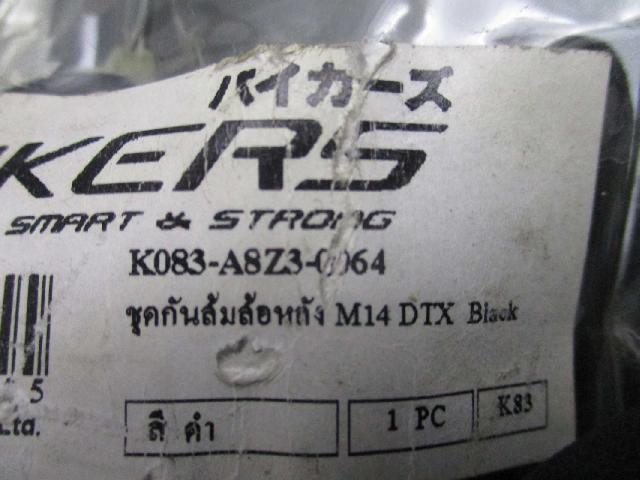 バイカーズ
KERS
SMART & STRONG
K083-A8Z3-0064
ชุดกันล้มล้อหลัง M14 DTX Black
5
Ltd.
สี ดำ
1 PC
K83